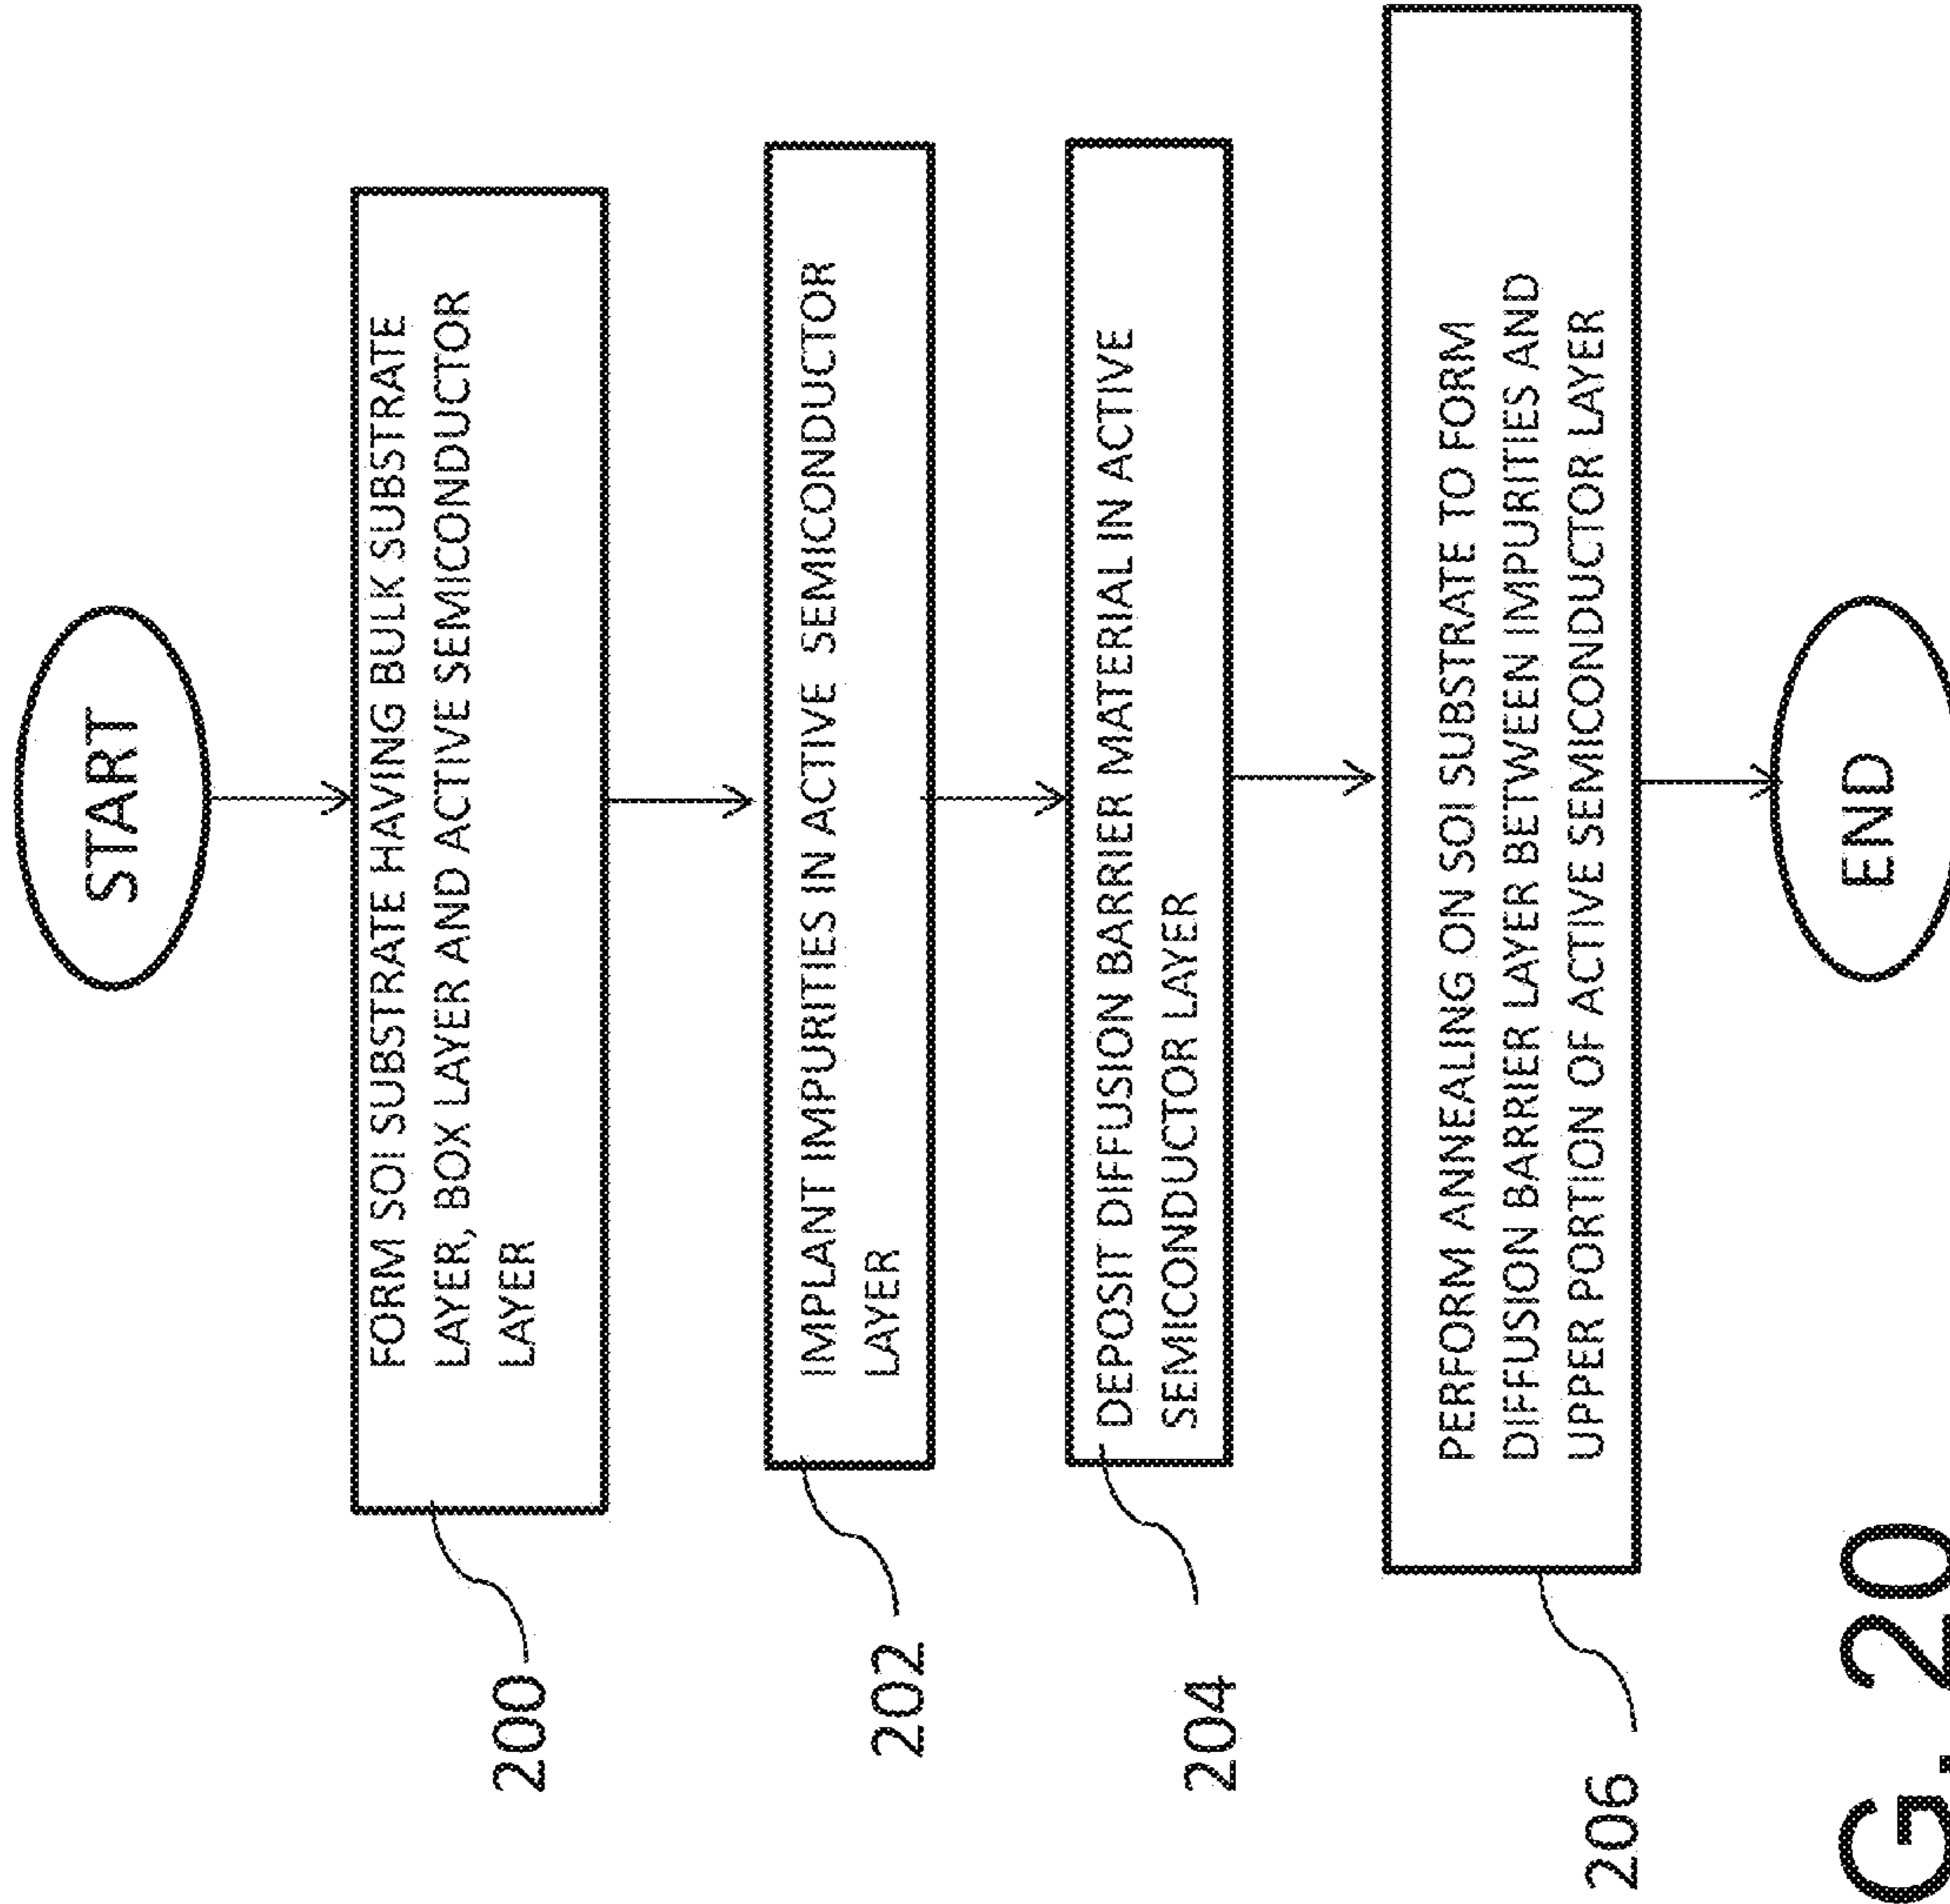 START
200
FORM SOI SUBSTRATE HAVING BULK SUBSTRATE
LAYER, BOX LAYER AND ACTIVE SEMICONDUCTOR
LAYER
202
IMPLANT IMPURITIES IN ACTIVE SEMICONDUCTOR
LAYER
204
DEPOSIT DIFFUSION BARRIER MATERIAL IN ACTIVE
SEMICONDUCTOR LAYER
206
PERFORM ANNEALING ON SOI SUBSTRATE TO FORM
DIFFUSION BARRIER LAYER BETWEEN IMPURITIES AND
UPPER PORTION OF ACTIVE SEMICONDUCTOR LAYER
END
G. 20